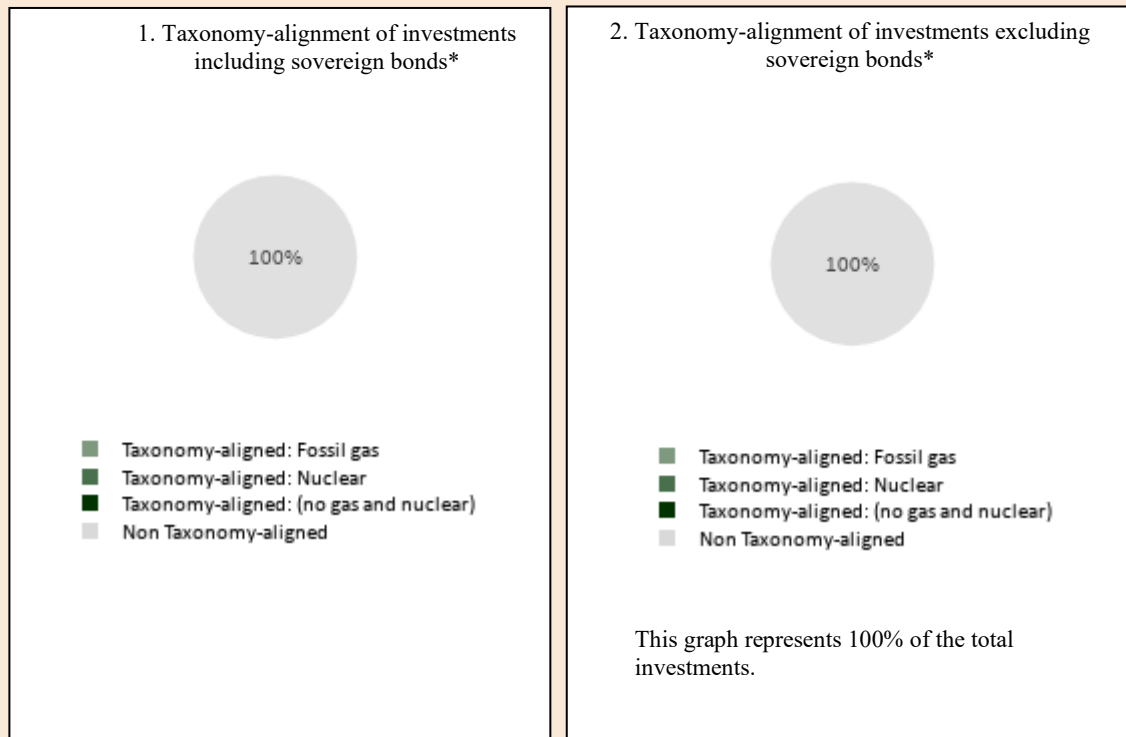 1. Taxonomy-alignment of investments
including sovereign bonds*
100%
Taxonomy-aligned: Fossil gas
Taxonomy-aligned: Nuclear
Taxonomy-aligned: (no gas and nuclear)
Non Taxonomy-aligned
2. Taxonomy-alignment of investments excluding
sovereign bonds*
100%
Taxonomy-aligned: Fossil gas
Taxonomy-aligned: Nuclear
Taxonomy-aligned: (no gas and nuclear)
Non Taxonomy-aligned
This graph represents 100% of the total
investments.